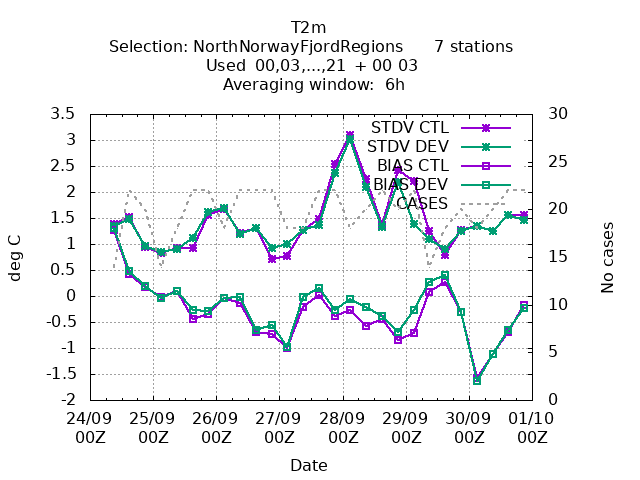 T2m
Selection: NorthNorwayFjordRegions 7 stations
Used 00,03,...,21 + 00 03
Averaging window: 6h
3.5
3
2.5
2
1.5
1
0.5
0
-0.5
-1
-1.5
-2
deg C
30
25
20
15
10
5
0
No cases
STDV CTL
STDV DEV
BIAS CTL
BIAS DEV
CASES
24/09 25/09 26/09 27/09 28/09 29/09 30/09 01/10
00Z 00Z 00Z 00Z 00Z 00Z 00Z 00Z
Date